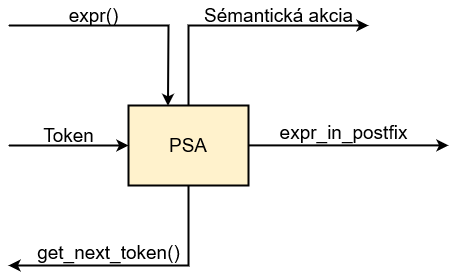 expr()
Sémantická akcia
Token
PSA
expr_in_postfix
get_next_token()